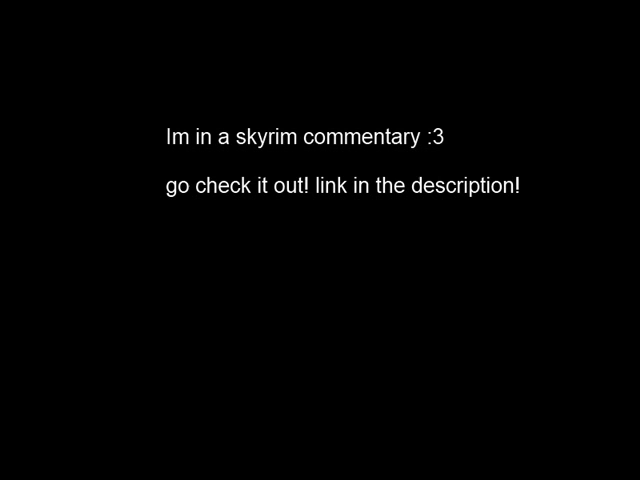 Im in a skyrim commentary :3
go check it out! link in the description!